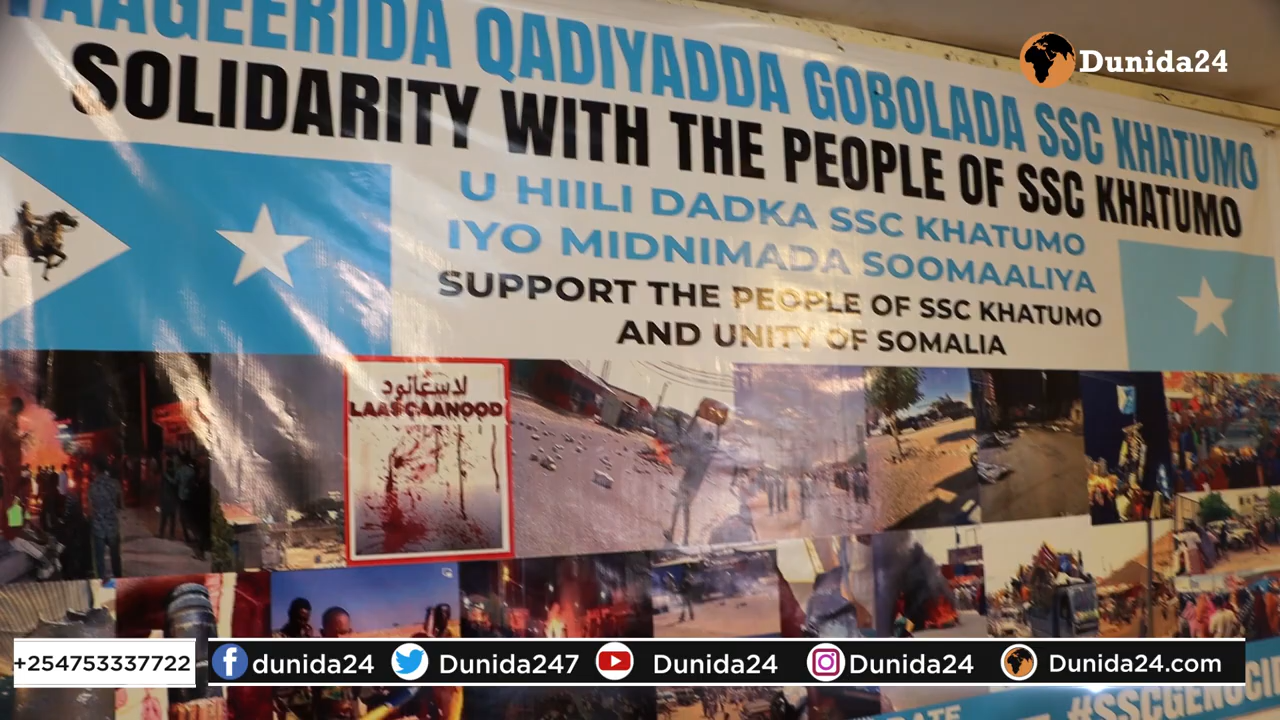 TAAGEERIDA QADIYADDA GOBOLADA SSC KHATUMO
SOLIDARITY WITH THE PEOPLE OF SSC KHATUMO
U HIILI DADKA SSC KHATUMO
IYO MIDNIMADA SOOMAALIYA
SUPPORT THE PEOPLE OF SSC KHATUMO
AND UNITY OF SOMALIA
لاسعانود
LAASCAANOOD
Dunida24
+254753337722
dunida24
Dunida247
Dunida24
Dunida24
Dunida24.com
#SSCGENOCID